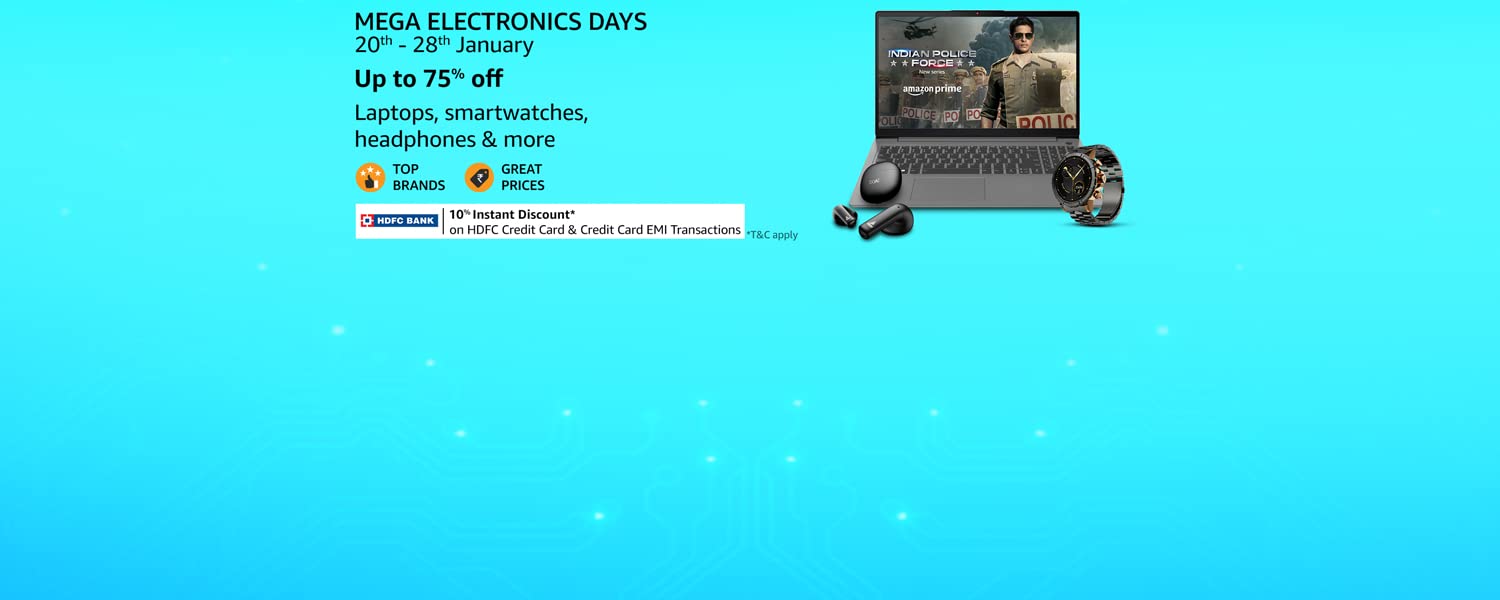 MEGA ELECTRONICS DAYS
20th - 28th January
Up to 75% off
Laptops, smartwatches,
headphones & more
TOP
BRANDS
GREAT
PRICES
HDFC BANK
10% Instant Discount*
on HDFC Credit Card & Credit Card EMI Transactions
*T&C apply
INDIAN POLICE
FORCE
New series
amazon prime
POLICE
POLIC